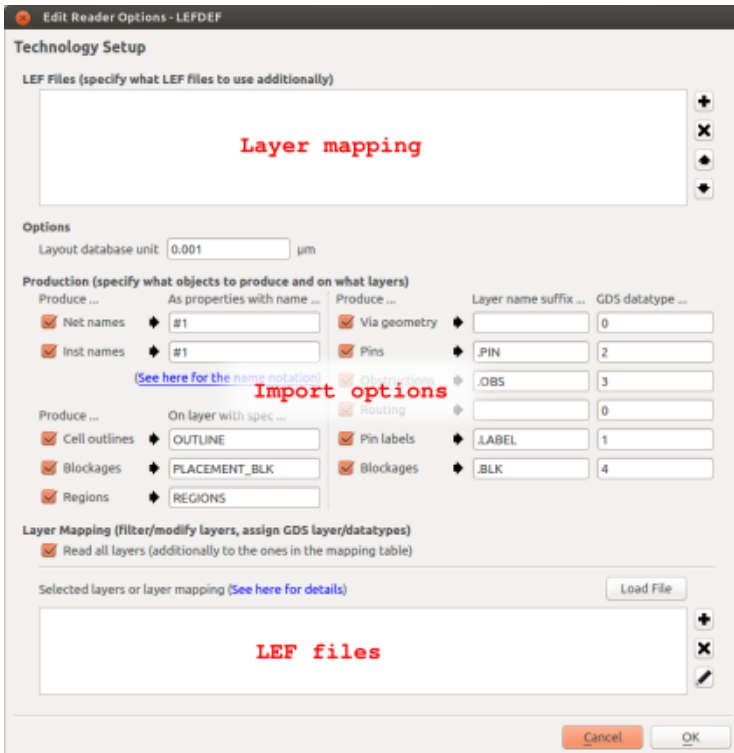 Edit Reader Options - LEFDEF
Technology Setup
LEF Files (specify what LEF files to use additionally)
Layer mapping
Options
Layout database unit 0.001 µm
Production (specify what objects to produce and on what layers)
Produce ... As properties with name ... Produce ... Layer name suffix ... GDS datatype ...
Net names #1 Via geometry 0
Inst names #1 Pins .PIN 2
(See here for the name notation) Obstructions .OBS 3
Import options
Produce ... On layer with spec ... Routing 0
Cell outlines OUTLINE Pin labels .LABEL 1
Blockages PLACEMENT_BLK Blockages .BLK 4
Regions REGIONS
Layer Mapping (filter/modify layers, assign GDS layer/datatypes)
Read all layers (additionally to the ones in the mapping table)
Selected layers or layer mapping (See here for details) Load File
LEF files
Cancel OK